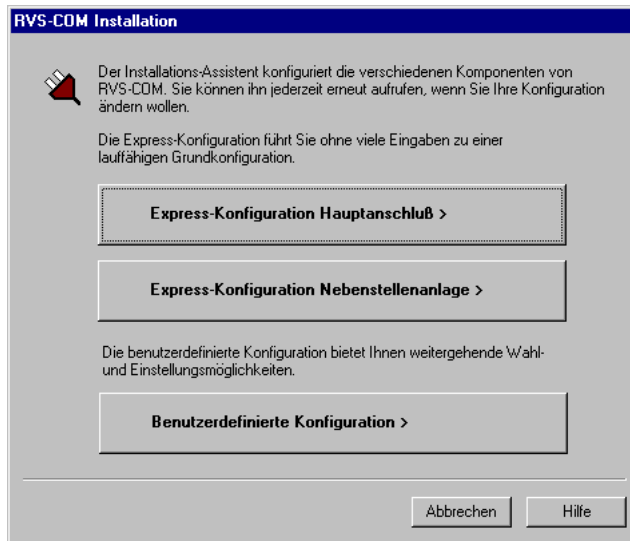 RVS-COM Installation
Der Installations-Assistent konfiguriert die verschiedenen Komponenten von
RVS-COM. Sie können ihn jederzeit erneut aufrufen, wenn Sie Ihre Konfiguration
ändern wollen.
Die Express-Konfiguration führt Sie ohne viele Eingaben zu einer
lauffähigen Grundkonfiguration.
Express-Konfiguration Hauptanschluß >
Express-Konfiguration Nebenstellenanlage >
Die benutzerdefinierte Konfiguration bietet Ihnen weitergehende Wahl-
und Einstellungsmöglichkeiten.
Benutzerdefinierte Konfiguration >
Abbrechen Hilfe